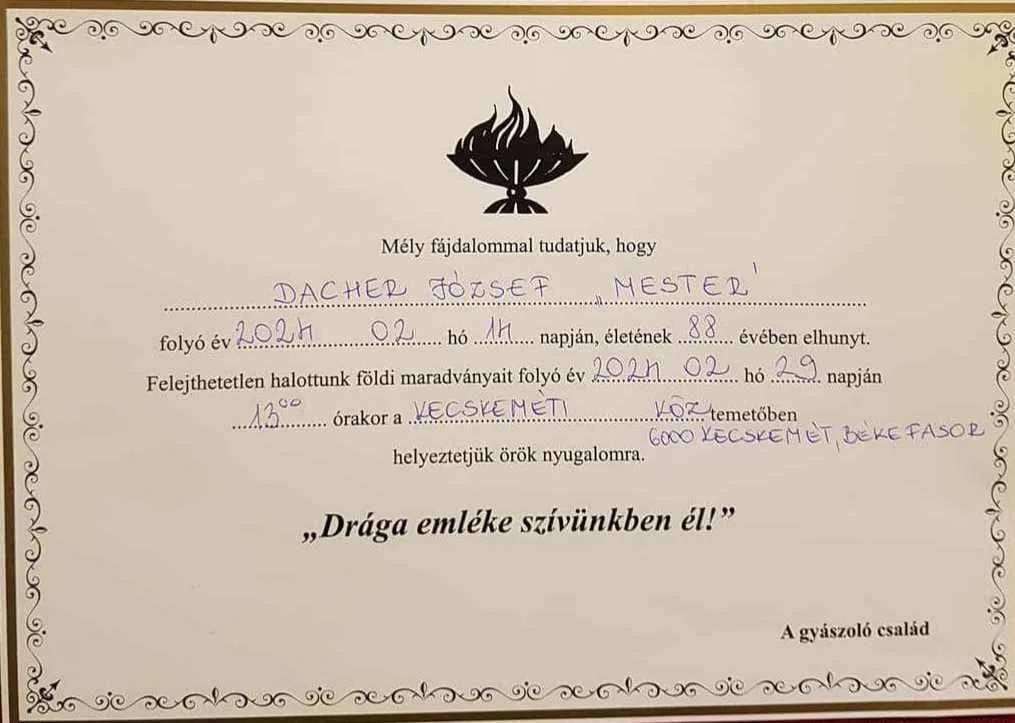 Mély fájdalommal tudatjuk, hogy
DACHER JÓZSEF „MESTER'
folyó év 2024 02 hó 14 napján, életének 88 évében elhunyt.
Felejthetetlen halottunk földi maradványait folyó év 2024 02 hó 29 napján
13⁰⁰ órakor a KECSKEMÉTI KÖZ temetőben
6000 KECSKEMÉT, BÉKE FASOR
helyeztetjük örök nyugalomra.
„Drága emléke szívünkben él!”
A gyászoló család